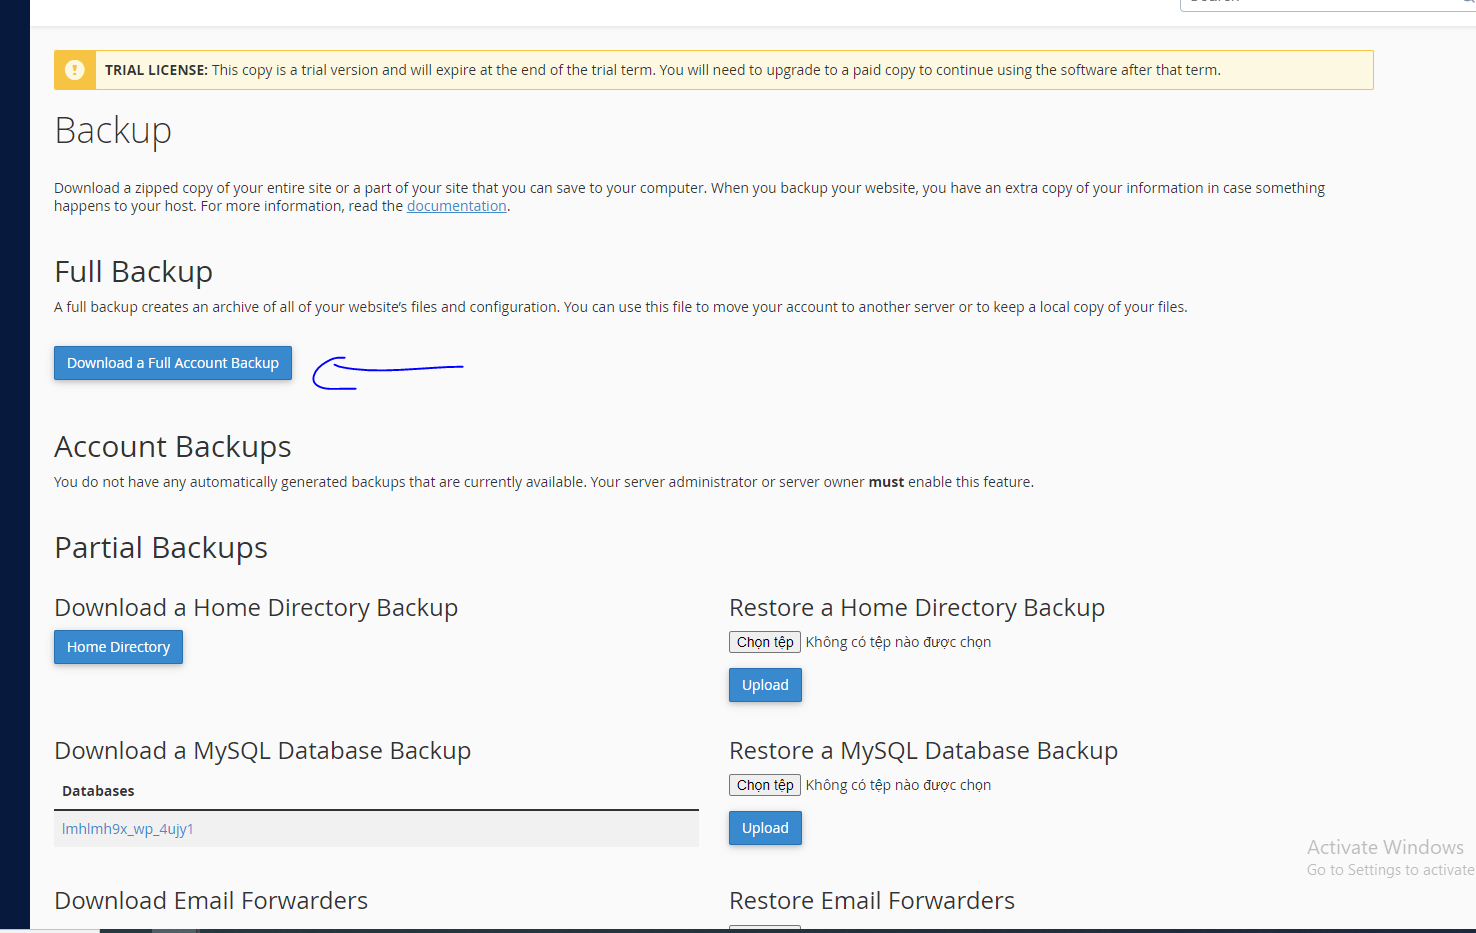 TRIAL LICENSE: This copy is a trial version and will expire at the end of the trial term. You will need to upgrade to a paid copy to continue using the software after that term.
Backup
Download a zipped copy of your entire site or a part of your site that you can save to your computer. When you backup your website, you have an extra copy of your information in case something
happens to your host. For more information, read the documentation.
Full Backup
A full backup creates an archive of all of your website's files and configuration. You can use this file to move your account to another server or to keep a local copy of your files.
Download a Full Account Backup
Account Backups
You do not have any automatically generated backups that are currently available. Your server administrator or server owner must enable this feature.
Partial Backups
Download a Home Directory Backup
Home Directory
Restore a Home Directory Backup
Chọn tệp Không có tệp nào được chọn
Upload
Download a MySQL Database Backup
Databases
lmhlmh9x_wp_4ujy1
Restore a MySQL Database Backup
Chọn tệp Không có tệp nào được chọn
Upload
Activate Windows
Go to Settings to activate
Download Email Forwarders
Restore Email Forwarders